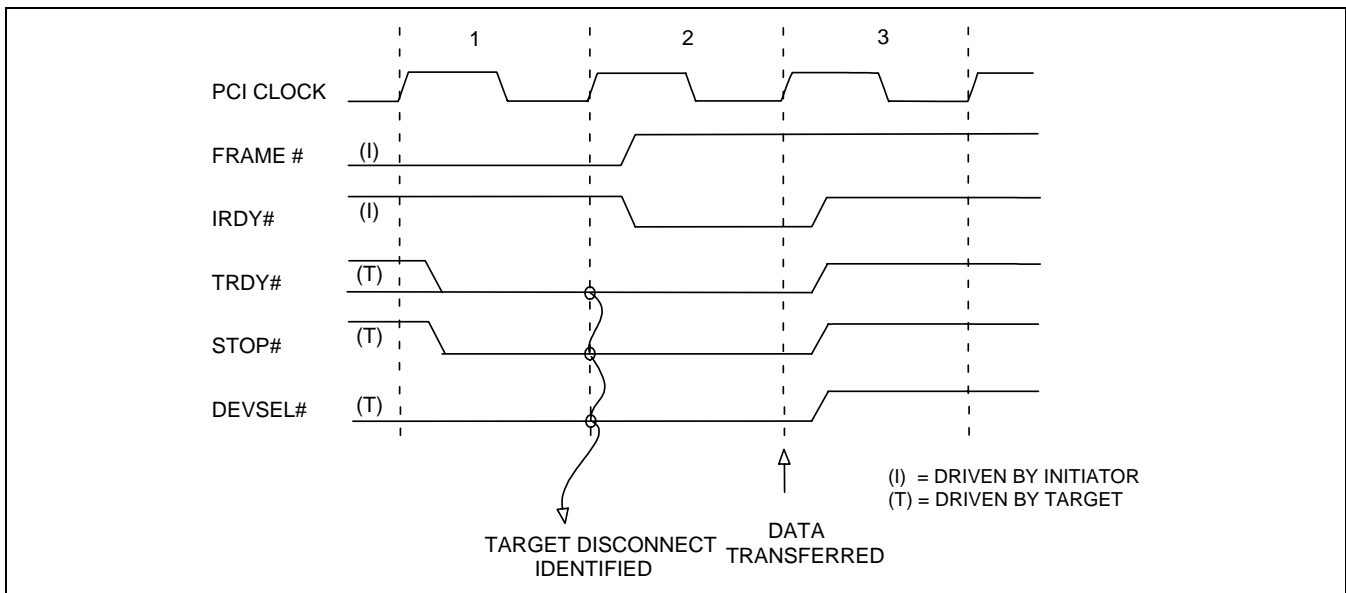 1 2 3
PCI CLOCK
FRAME # (I)
IRDY# (I)
TRDY# (T)
STOP# (T)
DEVSEL# (T)
(I) = DRIVEN BY INITIATOR
(T) = DRIVEN BY TARGET
TARGET DISCONNECT
IDENTIFIED
DATA
TRANSFERRED